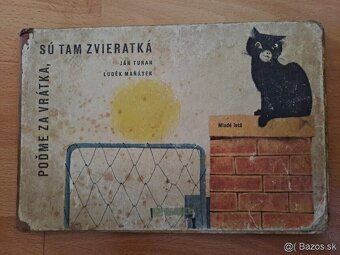 POĎME ZA VRÁTKA,
SÚ TAM ZVIERATKÁ
JÁN TURAN
LUDĚK MAŇÁSEK
Mladé letá
@ Bazos.sk